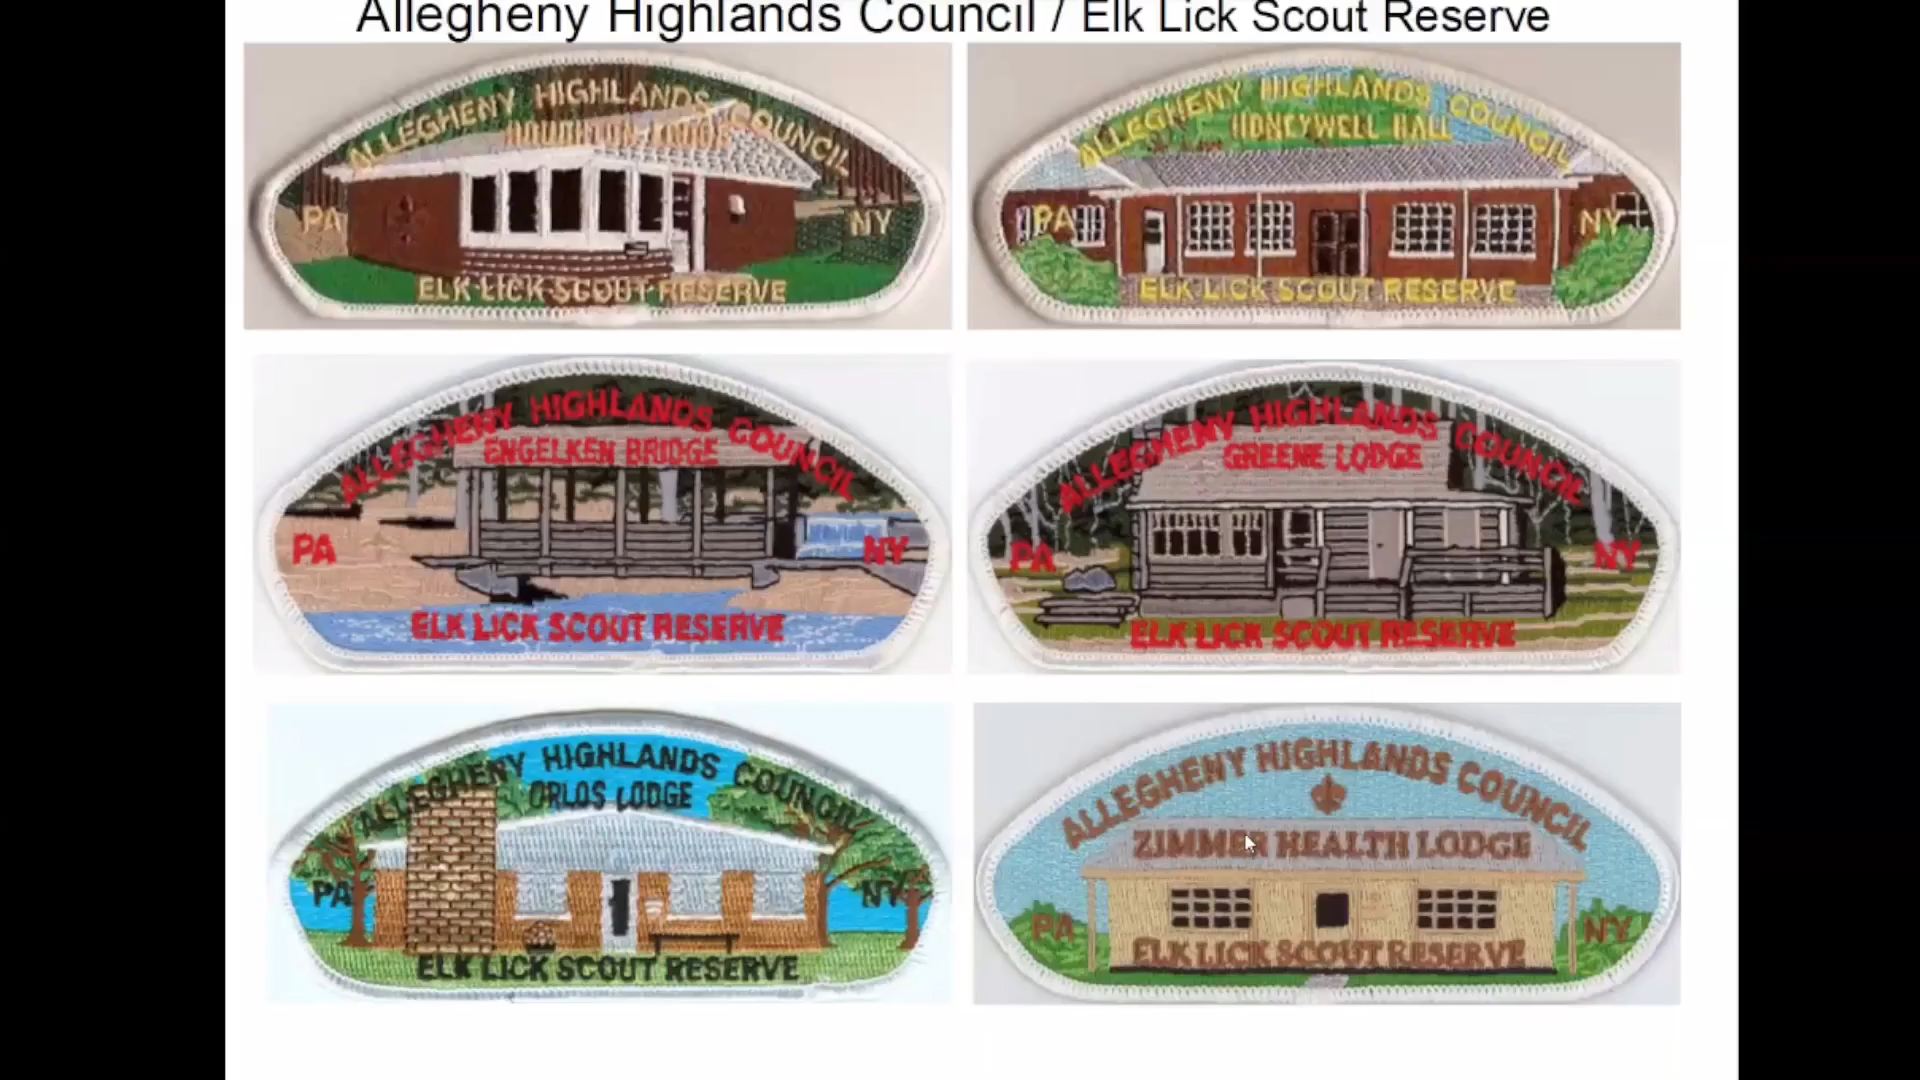 Allegheny Highlands Council / Elk Lick Scout Reserve
ALLEGHENY HIGHLANDS COUNCIL
HOUGHTON LODGE
PA
NY
ELK LICK SCOUT RESERVE
ALLEGHENY HIGHLANDS COUNCIL
HONEYWELL HALL
PA
NY
ELK LICK SCOUT RESERVE
ALLEGHENY HIGHLANDS COUNCIL
ENGELKEN BRIDGE
PA
NY
ELK LICK SCOUT RESERVE
ALLEGHENY HIGHLANDS COUNCIL
GREENE LODGE
PA
NY
ELK LICK SCOUT RESERVE
ALLEGHENY HIGHLANDS COUNCIL
ORLOS LODGE
PA
NY
ELK LICK SCOUT RESERVE
ALLEGHENY HIGHLANDS COUNCIL
ZIMMER HEALTH LODGE
PA
NY
ELK LICK SCOUT RESERVE